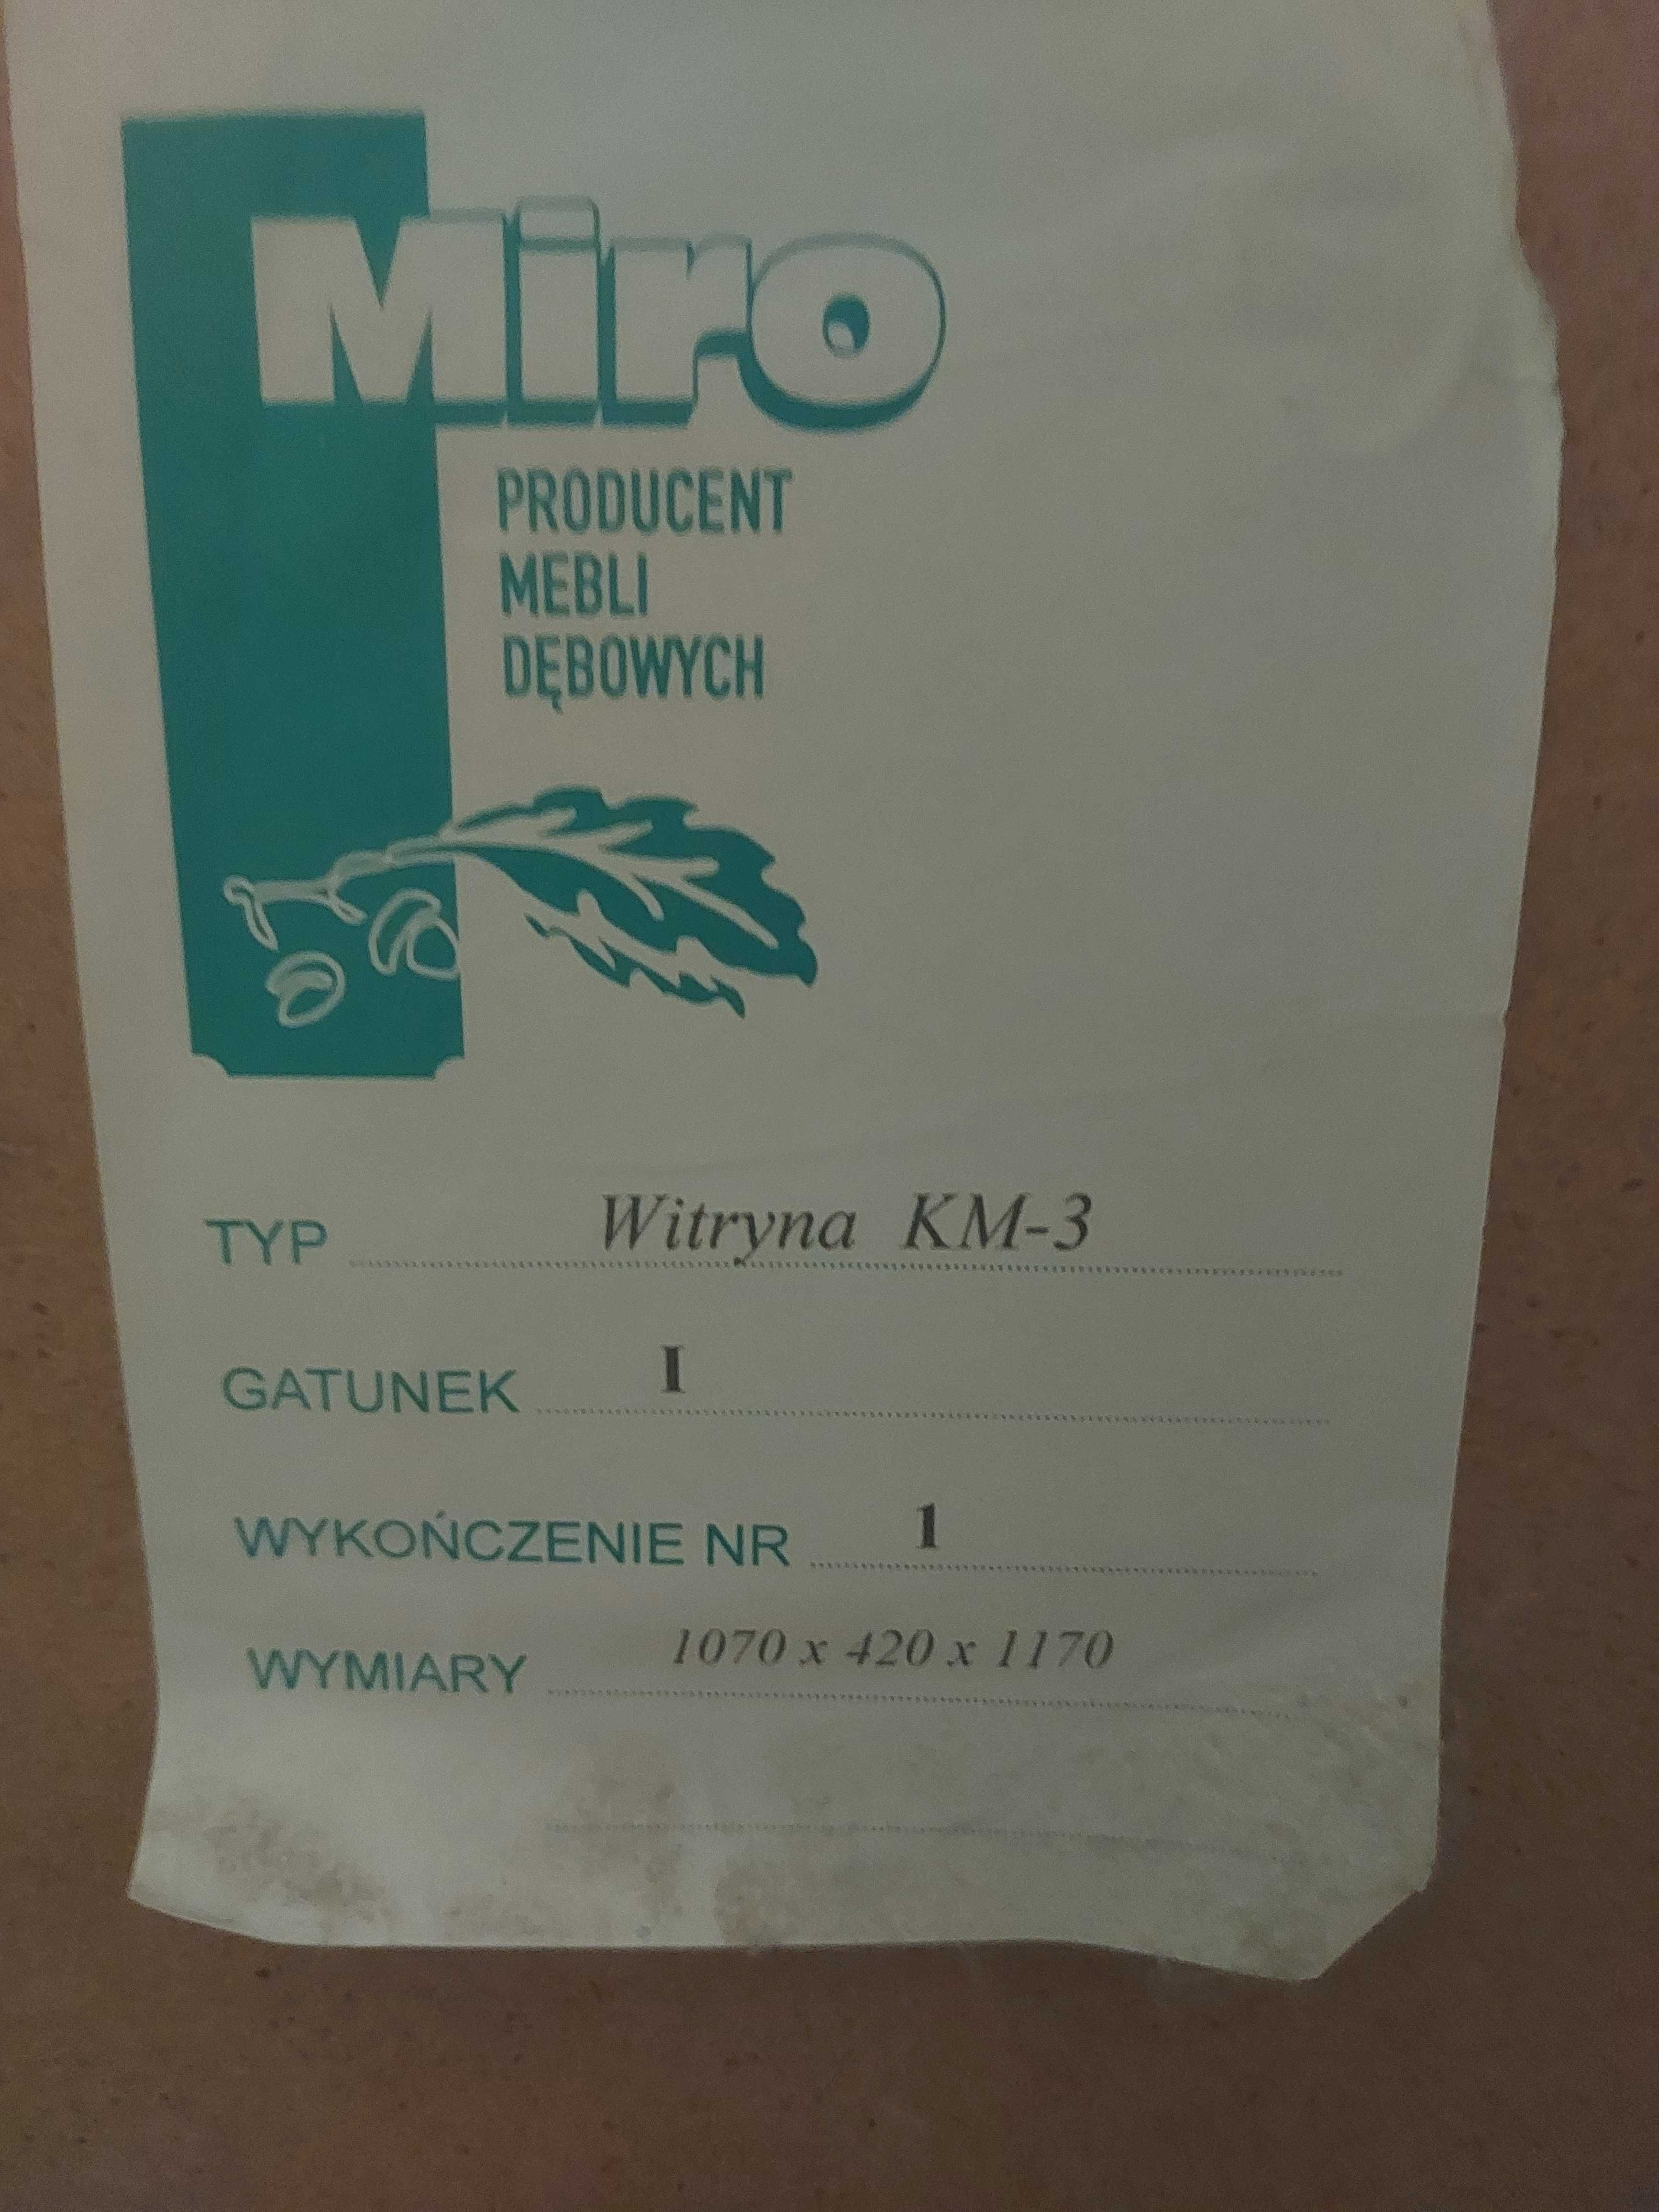 Miro
PRODUCENT
MEBLI
DĘBOWYCH
TYP Witryna KM-3
GATUNEK I
WYKOŃCZENIE NR 1
WYMIARY 1070 x 420 x 1170